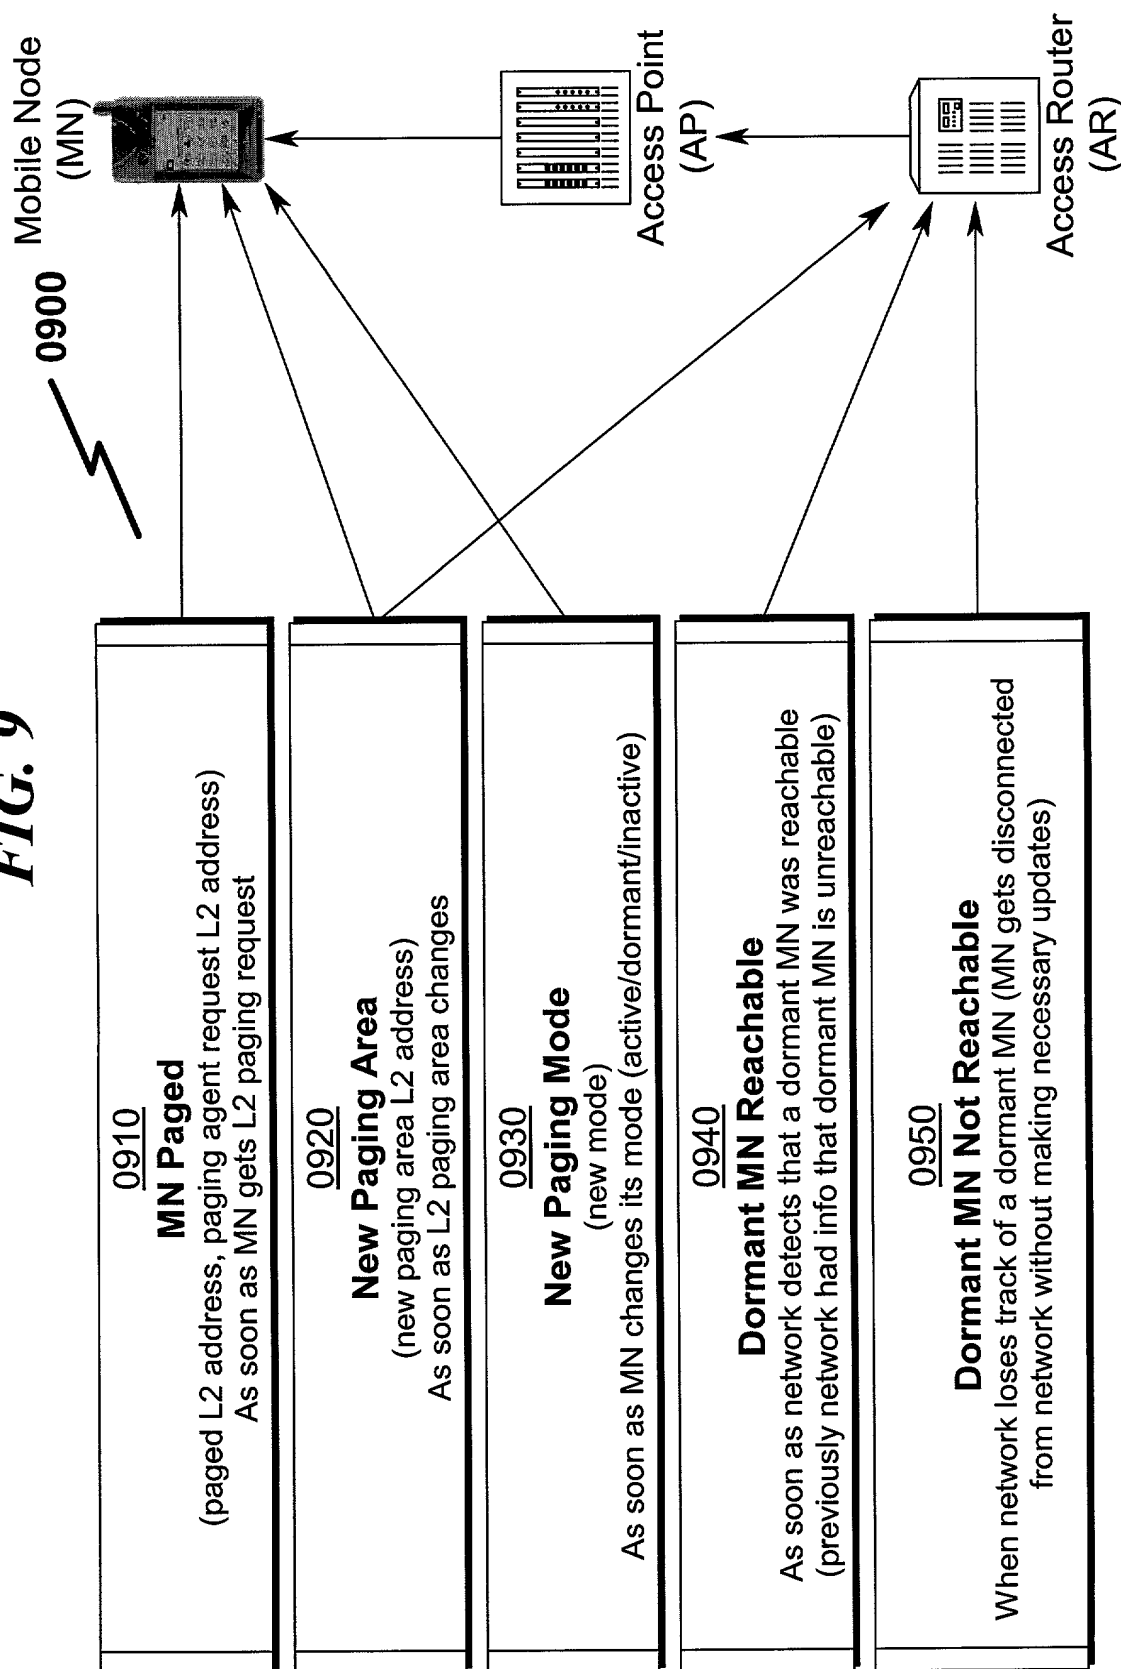 FIG. 9
0900
0910
MN Paged
(paged L2 address, paging agent request L2 address)
As soon as MN gets L2 paging request
0920
New Paging Area
(new paging area L2 address)
As soon as L2 paging area changes
0930
New Paging Mode
(new mode)
As soon as MN changes its mode (active/dormant/inactive)
0940
Dormant MN Reachable
As soon as network detects that a dormant MN was reachable
(previously network had info that dormant MN is unreachable)
0950
Dormant MN Not Reachable
When network loses track of a dormant MN (MN gets disconnected
from network without making necessary updates)
Mobile Node
(MN)
Access Point
(AP)
Access Router
(AR)